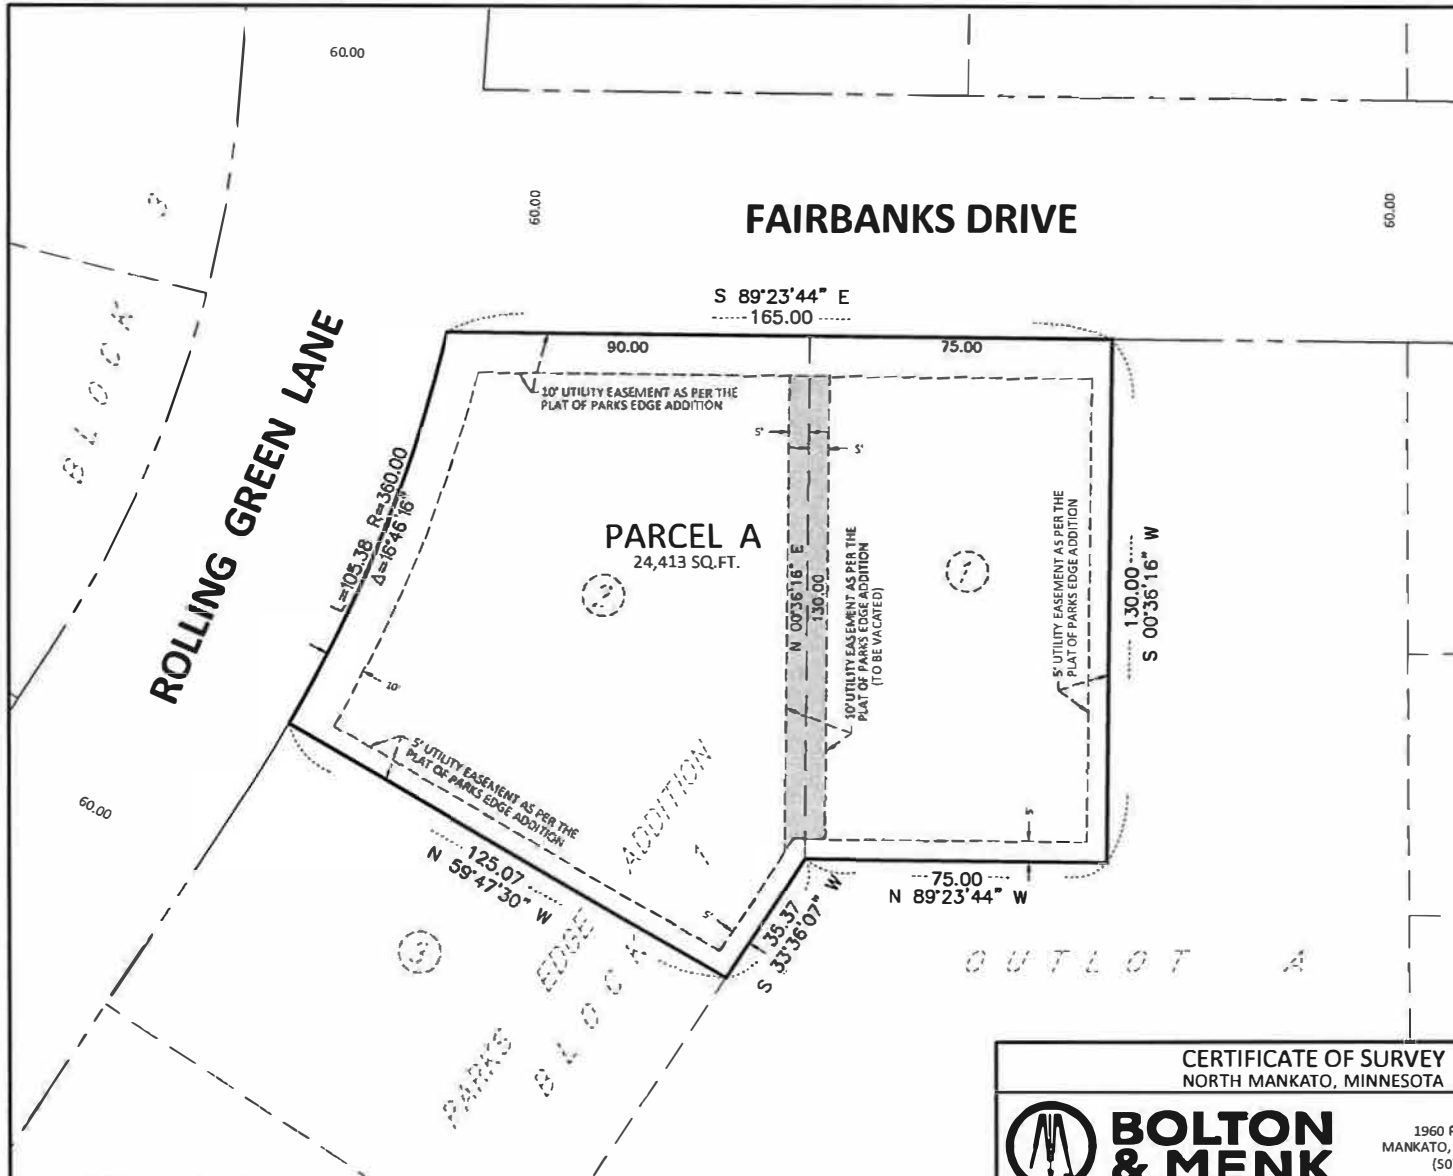 60.00
3
BLOCK
60.00
60.00
FAIRBANKS DRIVE
S 89°23'44" E
165.00
90.00
75.00
10' UTILITY EASEMENT AS PER THE
PLAT OF PARKS EDGE ADDITION
5'
5'
ROLLING GREEN LANE
L=105.38 R=360.00
Δ=16°46'16"
PARCEL A
24,413 SQ.FT.
2
N 00°36'16" E
130.00
10' UTILITY EASEMENT AS PER THE
PLAT OF PARKS EDGE ADDITION
(TO BE VACATED)
1
5' UTILITY EASEMENT AS PER THE
PLAT OF PARKS EDGE ADDITION
130.00
S 00°36'16" W
10'
5' UTILITY EASEMENT AS PER THE
PLAT OF PARKS EDGE ADDITION
60.00
125.07
N 59°47'30" W
5'
5'
35.37
S 33°36'07" W
75.00
N 89°23'44" W
3
PARKS EDGE ADDITION
BLOCK 1
OUTLOT A
CERTIFICATE OF SURVEY
NORTH MANKATO, MINNESOTA
BOLTON
& MENK
1960
MANKATO,
(50